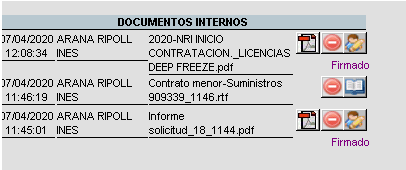 DOCUMENTOS INTERNOS
07/04/2020 ARANA RIPOLL 2020-NRI INICIO
12:08:34 INES CONTRATACION._LICENCIAS
DEEP FREEZE.pdf Firmado
07/04/2020 ARANA RIPOLL Contrato menor-Suministros
11:46:19 INES 909339_1146.rtf
07/04/2020 ARANA RIPOLL Informe
11:45:01 INES solicitud_18_1144.pdf
Firmado